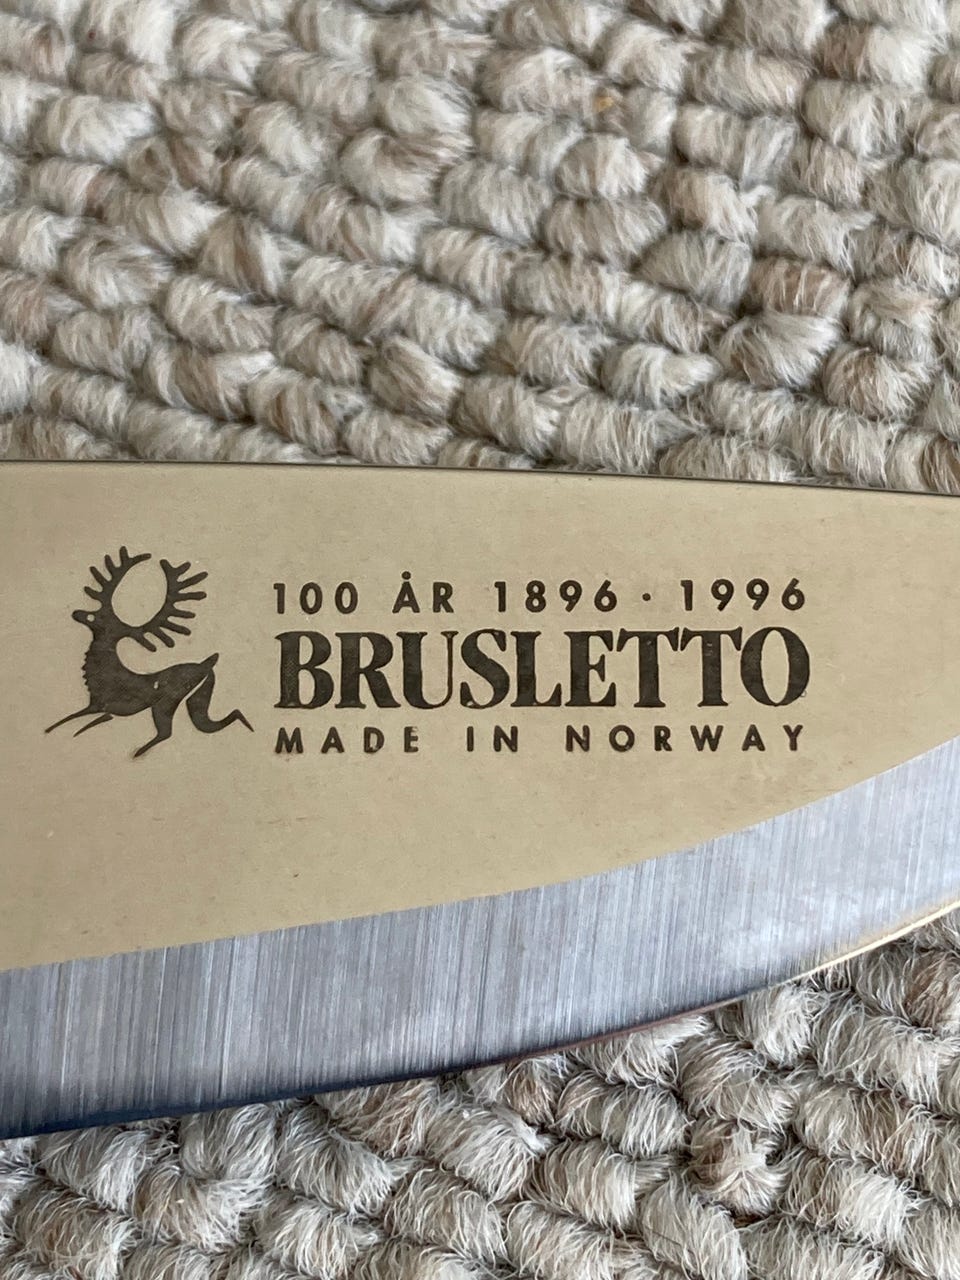 100 ÅR 1896 · 1996
BRUSLETTO
MADE IN NORWAY